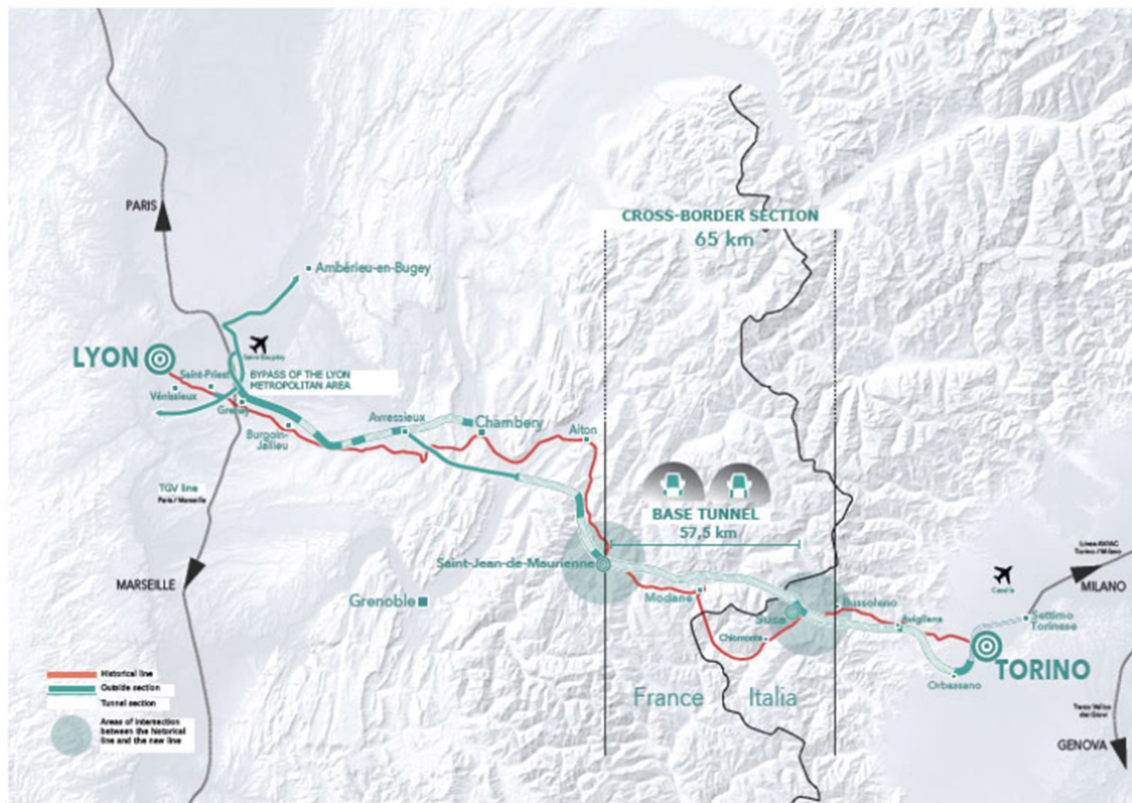 PARIS
CROSS-BORDER SECTION
65 km
Ambérieu-en-Bugey
LYON
BYPASS OF THE LYON
METROPOLITAN AREA
Saint-Priest
Vénissieux
Grenay
Burgoin-
Jallieu
Avressieux
Chambery
Aiton
TGV line
Paris / Marseille
BASE TUNNEL
57,5 km
Saint-Jean-de-Maurienne
MARSEILLE
Grenoble
Modane
Susa
Bussoleno
Chiomonte
Avigliana
Caselle
Torino / Milano
MILANO
Settimo
Torinese
TORINO
Orbassano
France
Italia
Historical line
Outside section
Tunnel section
Areas of intersection
between the historical
line and the new line
GENOVA